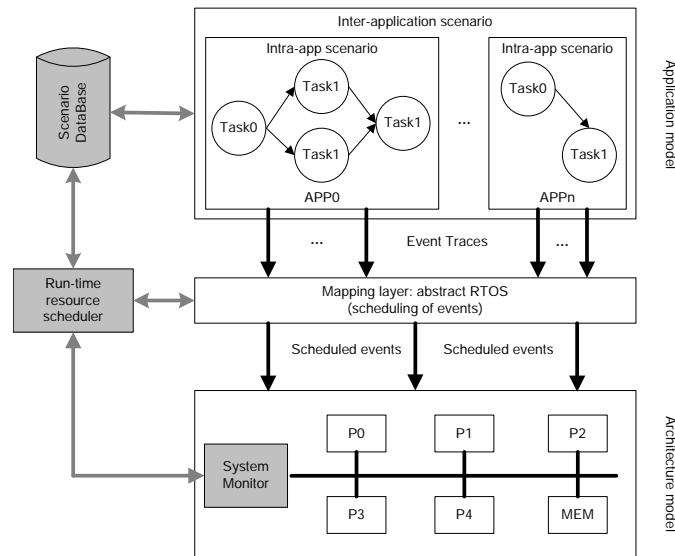 Inter-application scenario
Intra-app scenario
Task0
Task1
Task1
Task1
APP0
...
Intra-app scenario
Task0
Task1
APPn
Application model
Scenario
DataBase
...
Event Traces
...
Run-time
resource
scheduler
Mapping layer: abstract RTOS
(scheduling of events)
Scheduled events
Scheduled events
System
Monitor
P0
P1
P2
P3
P4
MEM
Architecture model